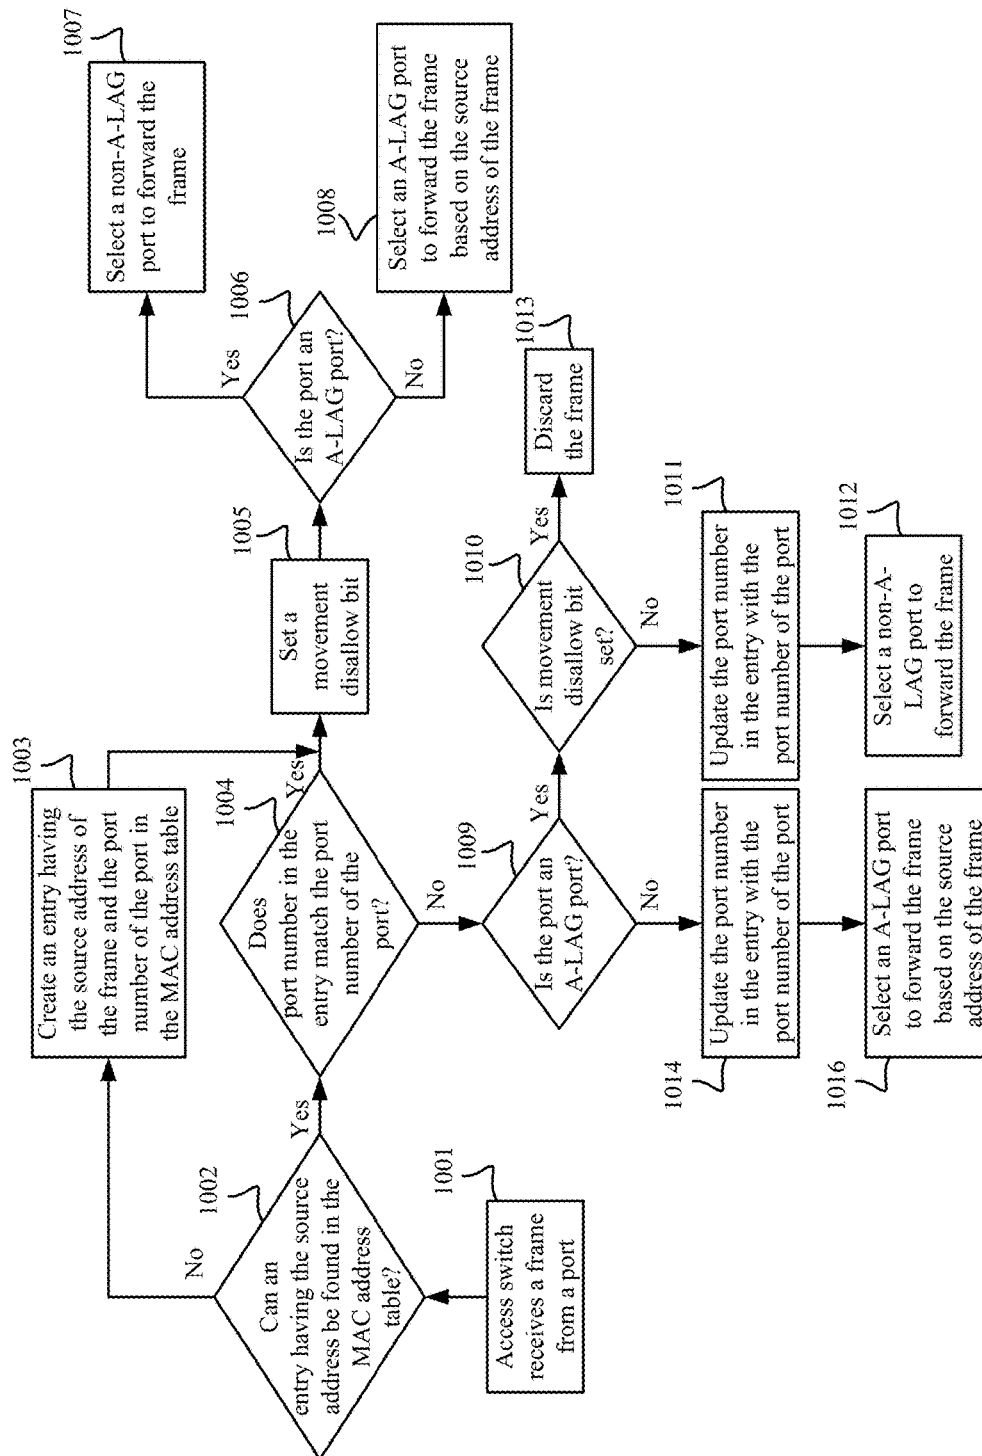 1001
Access switch
receives a frame
from a port
1002
Can an
entry having the source
address be found in the
MAC address
table?
No
Yes
1003
Create an entry having
the source address of
the frame and the port
number of the port in
the MAC address table
1004
Does
port number in the
entry match the port
number of the
port?
Yes
No
1005
Set a
movement
disallow bit
1006
Is the port an
A-LAG port?
Yes
No
1007
Select a non-A-LAG
port to forward the
frame
1008
Select an A-LAG port
to forward the frame
based on the source
address of the frame
1009
Is the port an
A-LAG port?
Yes
No
1010
Is movement
disallow bit
set?
Yes
No
1013
Discard
the frame
1011
Update the port number
in the entry with the
port number of the port
1012
Select a non-A-
LAG port to
forward the frame
1014
Update the port number
in the entry with the
port number of the port
1016
Select an A-LAG port
to forward the frame
based on the source
address of the frame